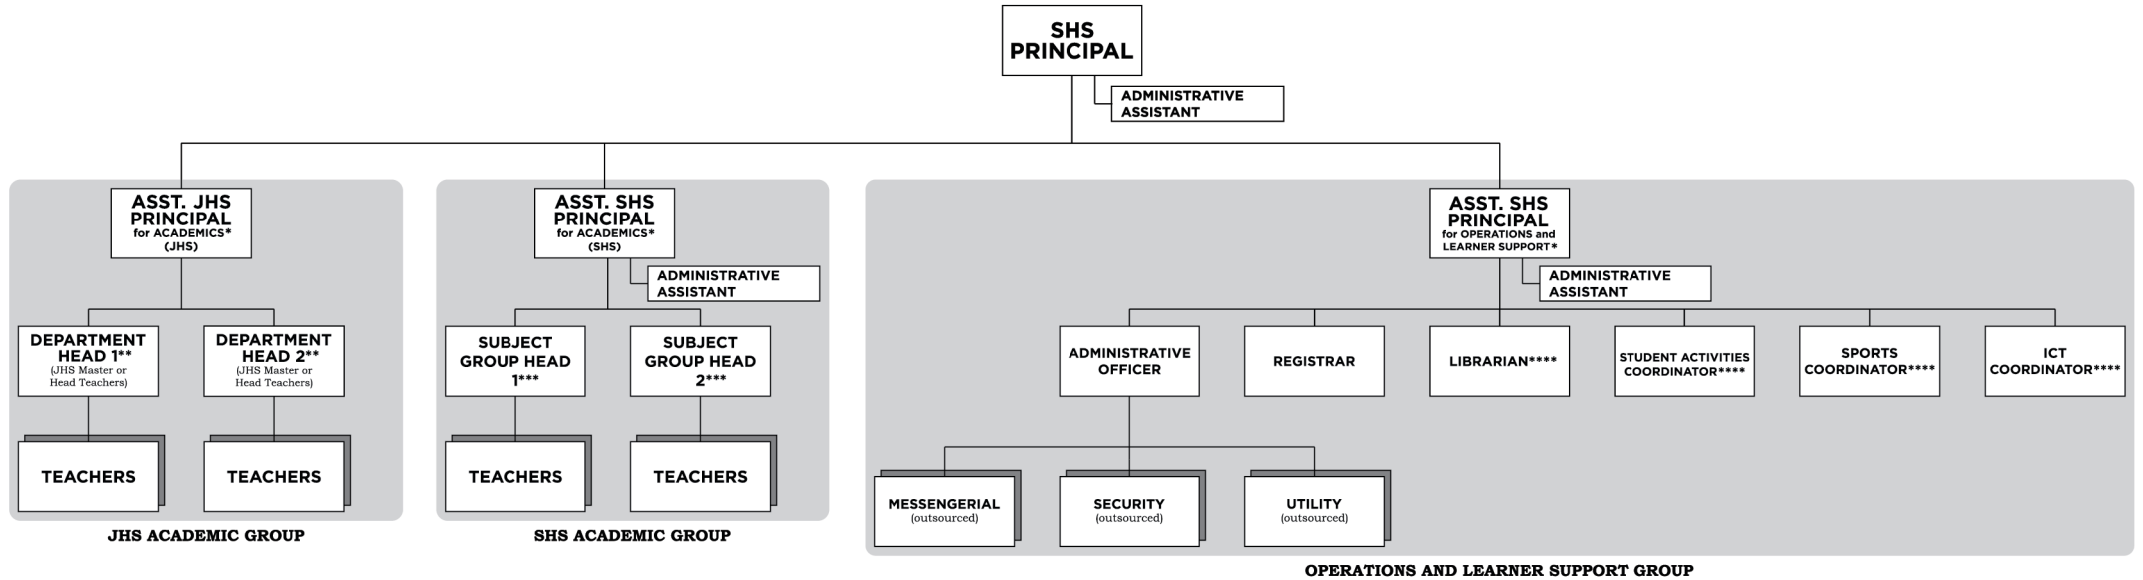 SHS
PRINCIPAL
ADMINISTRATIVE
ASSISTANT
ASST. JHS
PRINCIPAL
for ACADEMICS*
(JHS)
DEPARTMENT
HEAD 1**
(JHS Master or
Head Teachers)
DEPARTMENT
HEAD 2**
(JHS Master or
Head Teachers)
TEACHERS
TEACHERS
JHS ACADEMIC GROUP
ASST. SHS
PRINCIPAL
for ACADEMICS*
(SHS)
ADMINISTRATIVE
ASSISTANT
SUBJECT
GROUP HEAD
1***
SUBJECT
GROUP HEAD
2***
TEACHERS
TEACHERS
SHS ACADEMIC GROUP
ASST. SHS
PRINCIPAL
for OPERATIONS and
LEARNER SUPPORT*
ADMINISTRATIVE
ASSISTANT
ADMINISTRATIVE
OFFICER
REGISTRAR
LIBRARIAN****
STUDENT ACTIVITIES
COORDINATOR****
SPORTS
COORDINATOR****
ICT
COORDINATOR****
MESSENGERIAL
(outsourced)
SECURITY
(outsourced)
UTILITY
(outsourced)
OPERATIONS AND LEARNER SUPPORT GROUP